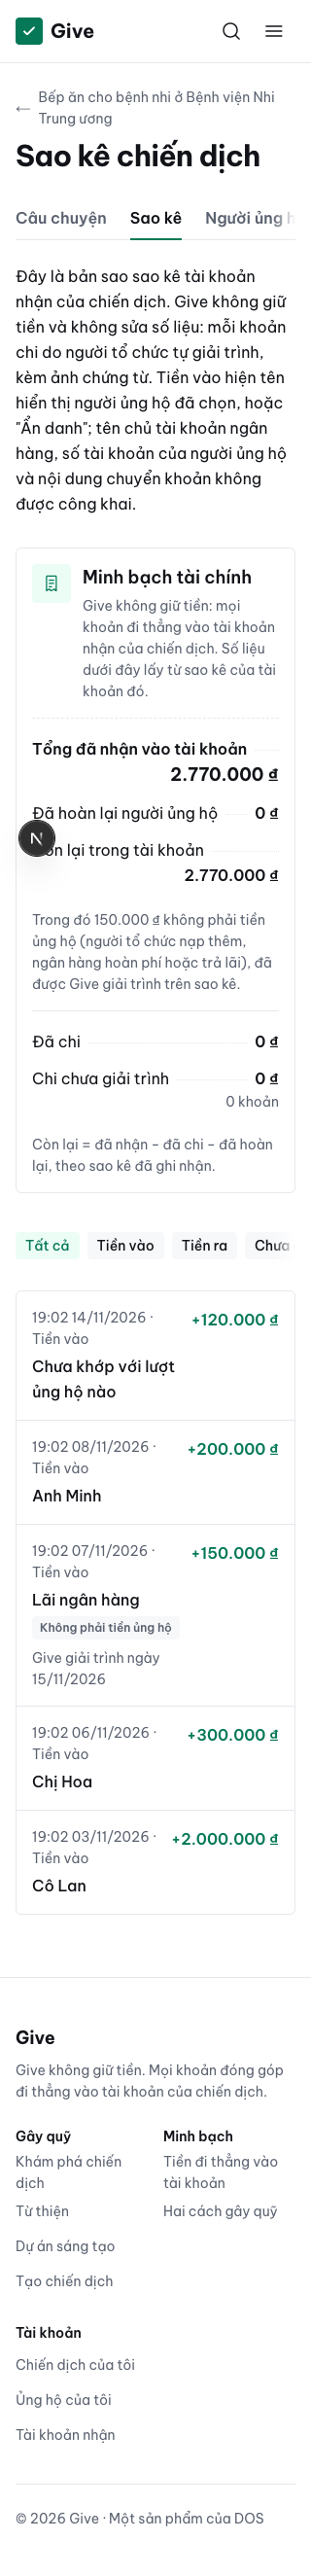 Give
← Bếp ăn cho bệnh nhi ở Bệnh viện Nhi
Trung ương
Sao kê chiến dịch
Câu chuyện Sao kê Người ủng
Đây là bản sao sao kê tài khoản
nhận của chiến dịch. Give không giữ
tiền và không sửa số liệu: mỗi khoản
chi do người tổ chức tự giải trình,
kèm ảnh chứng từ. Tiền vào hiện tên
hiển thị người ủng hộ đã chọn, hoặc
"Ẩn danh"; tên chủ tài khoản ngân
hàng, số tài khoản của người ủng hộ
và nội dung chuyển khoản không
được công khai.
Minh bạch tài chính
Give không giữ tiền: mọi
khoản đi thẳng vào tài khoản
nhận của chiến dịch. Số liệu
dưới đây lấy từ sao kê của tài
khoản đó.
Tổng đã nhận vào tài khoản
2.770.000 ₫
Đã hoàn lại người ủng hộ 0 ₫
N
lại trong tài khoản
2.770.000 ₫
Trong đó 150.000 ₫ không phải tiền
ủng hộ (người tổ chức nạp thêm,
ngân hàng hoàn phí hoặc trả lãi), đã
được Give giải trình trên sao kê.
Đã chi 0 ₫
Chi chưa giải trình 0 ₫
0 khoản
Còn lại = đã nhận − đã chi − đã hoàn
lại, theo sao kê đã ghi nhận.
Tất cả Tiền vào Tiền ra Chưa
19:02 14/11/2026 · +120.000 ₫
Tiền vào
Chưa khớp với lượt
ủng hộ nào
19:02 08/11/2026 · +200.000 ₫
Tiền vào
Anh Minh
19:02 07/11/2026 · +150.000 ₫
Tiền vào
Lãi ngân hàng
Không phải tiền ủng hộ
Give giải trình ngày
15/11/2026
19:02 06/11/2026 · +300.000 ₫
Tiền vào
Chị Hoa
19:02 03/11/2026 · +2.000.000 ₫
Tiền vào
Cô Lan
Give
Give không giữ tiền. Mọi khoản đóng góp
đi thẳng vào tài khoản của chiến dịch.
Gây quỹ
Khám phá chiến
dịch
Từ thiện
Dự án sáng tạo
Tạo chiến dịch
Minh bạch
Tiền đi thẳng vào
tài khoản
Hai cách gây quỹ
Tài khoản
Chiến dịch của tôi
Ủng hộ của tôi
Tài khoản nhận
© 2026 Give · Một sản phẩm của DOS